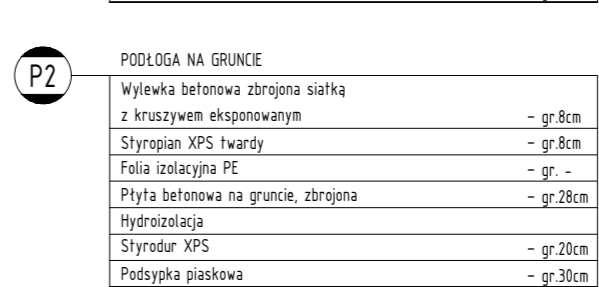 PODŁOGA NA GRUNCIE
P2
Wylewka betonowa zbrojona siatką
z kruszywem eksponowanym - gr.8cm
Styropian XPS twardy - gr.8cm
Folia izolacyjna PE - gr. -
Płyta betonowa na gruncie, zbrojona - gr.28cm
Hydroizolacja
Styrodur XPS - gr.20cm
Podsypka piaskowa - gr.30cm